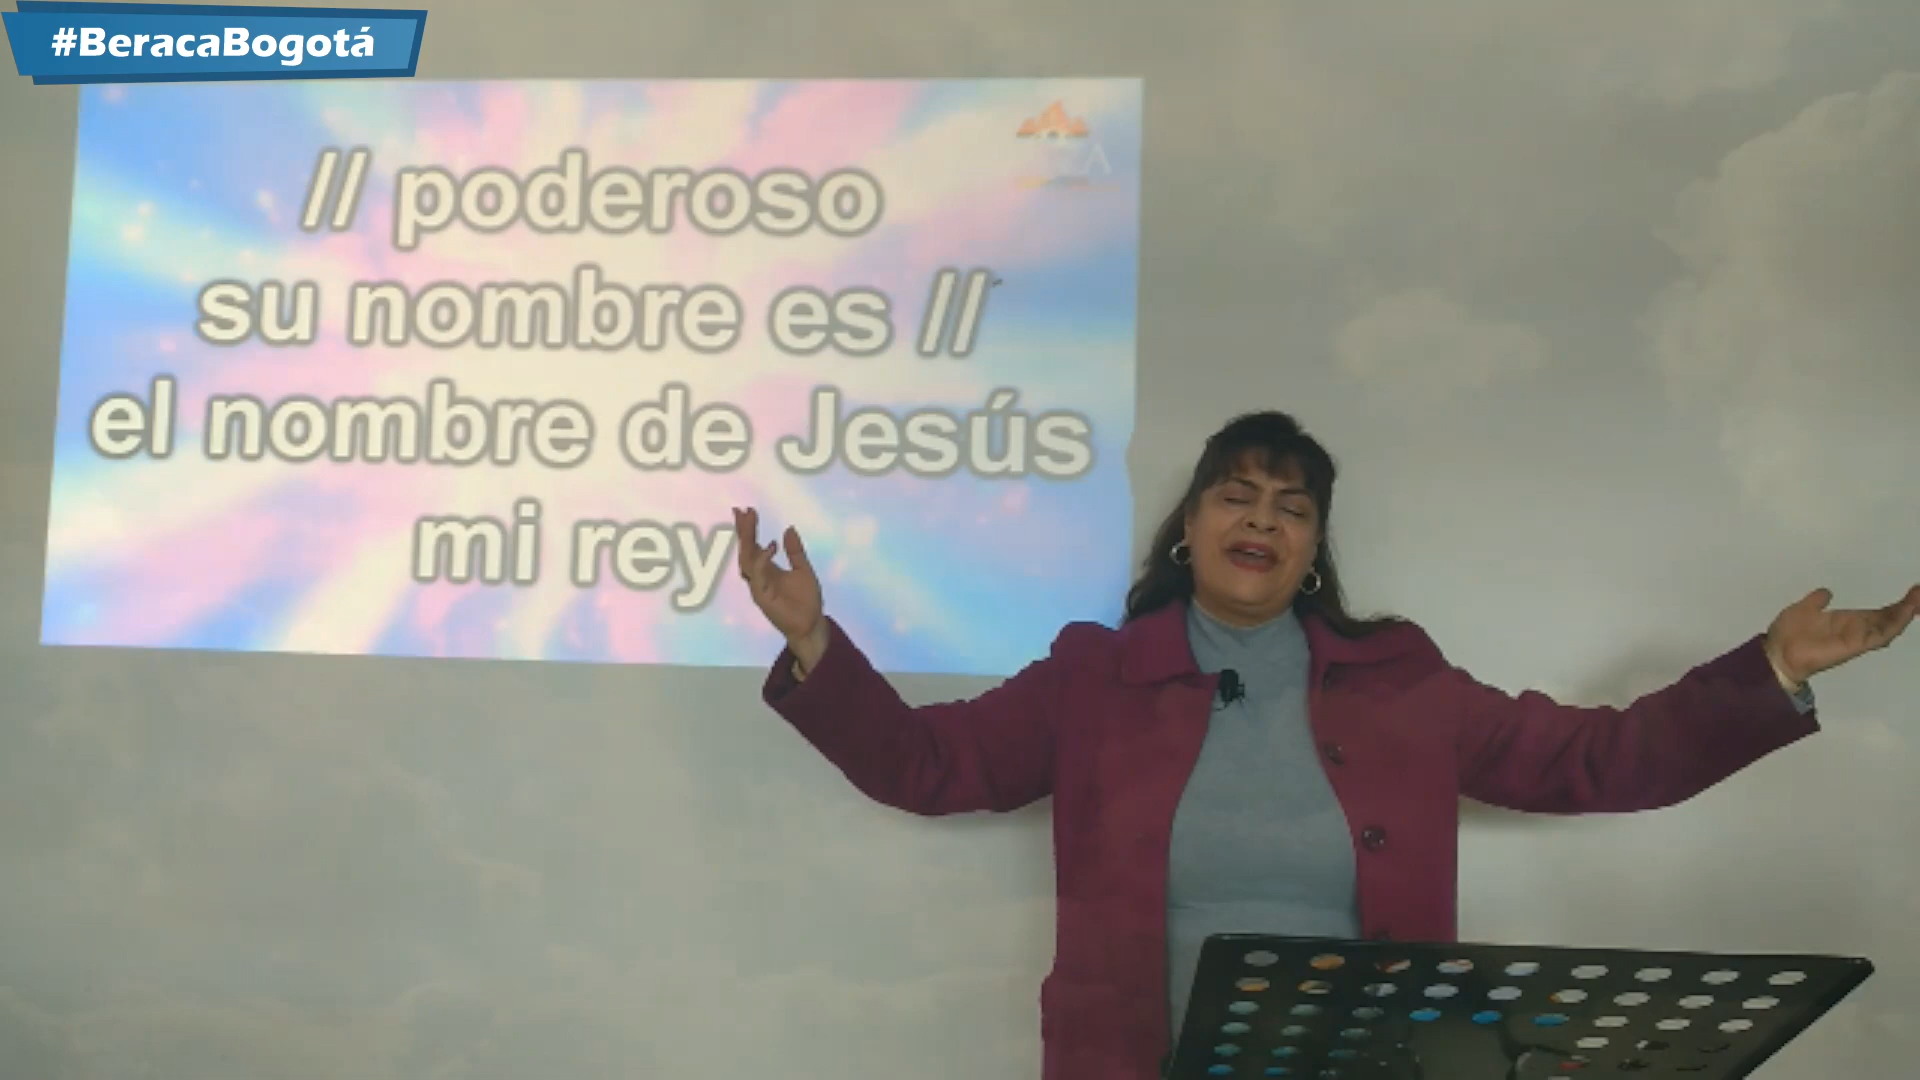 #BeracaBogotá
// poderoso
su nombre es //
el nombre de Jesús
mi rey